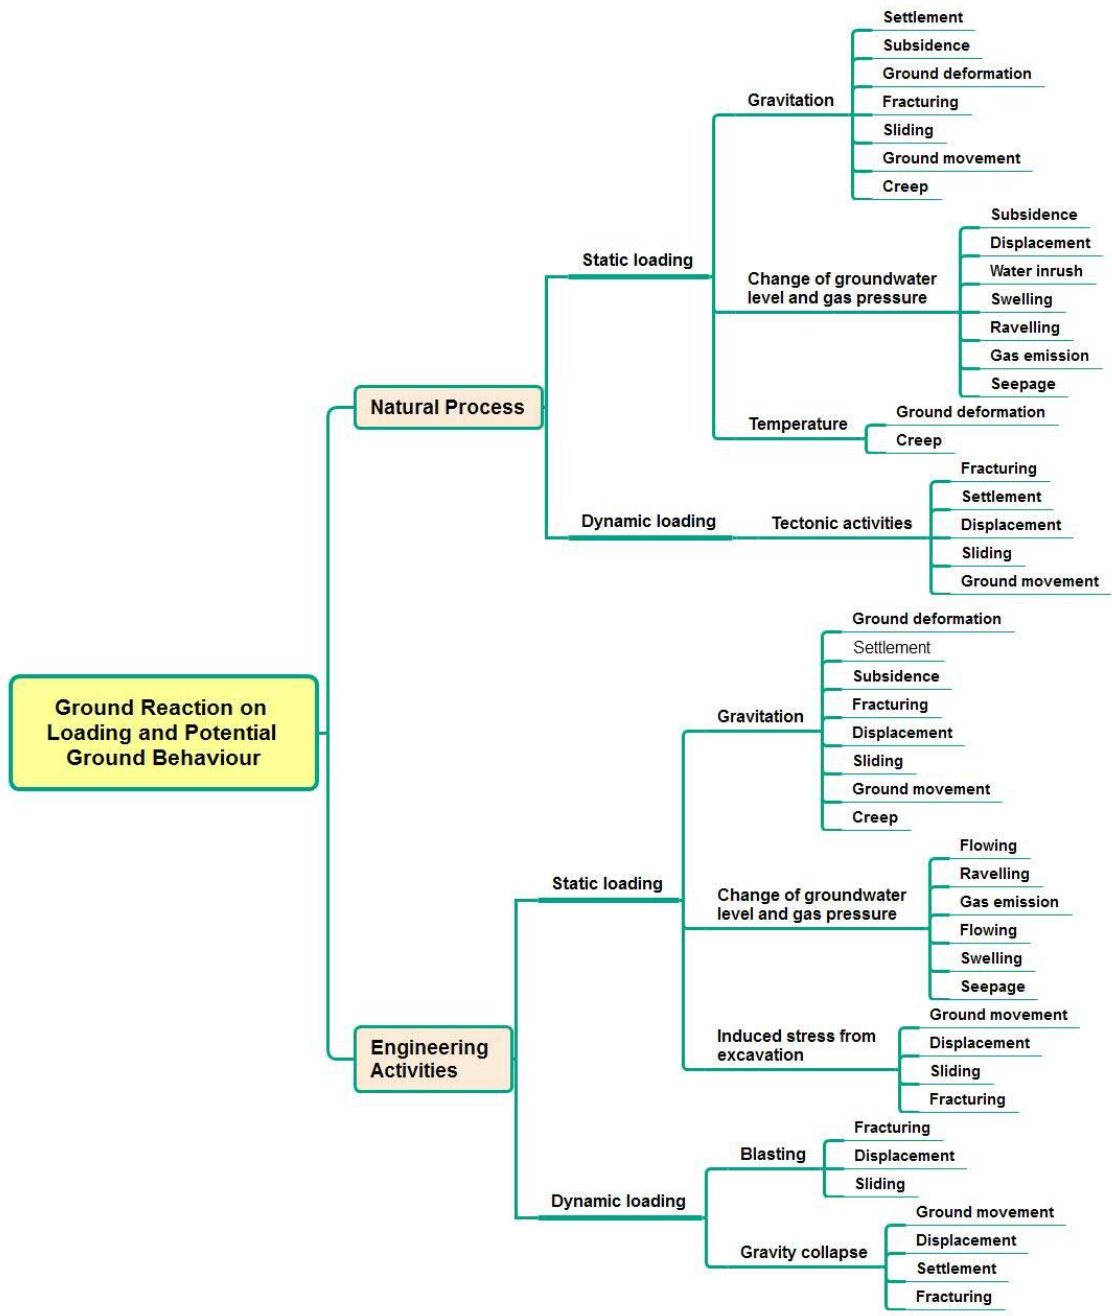 Ground Reaction on
Loading and Potential
Ground Behaviour
Natural Process
Static loading
Gravitation
Settlement
Subsidence
Ground deformation
Fracturing
Sliding
Ground movement
Creep
Change of groundwater
level and gas pressure
Subsidence
Displacement
Water inrush
Swelling
Ravelling
Gas emission
Seepage
Temperature
Ground deformation
Creep
Dynamic loading
Tectonic activities
Fracturing
Settlement
Displacement
Sliding
Ground movement
Engineering
Activities
Static loading
Gravitation
Ground deformation
Settlement
Subsidence
Fracturing
Displacement
Sliding
Ground movement
Creep
Change of groundwater
level and gas pressure
Flowing
Ravelling
Gas emission
Flowing
Swelling
Seepage
Induced stress from
excavation
Ground movement
Displacement
Sliding
Fracturing
Dynamic loading
Blasting
Fracturing
Displacement
Sliding
Gravity collapse
Ground movement
Displacement
Settlement
Fracturing